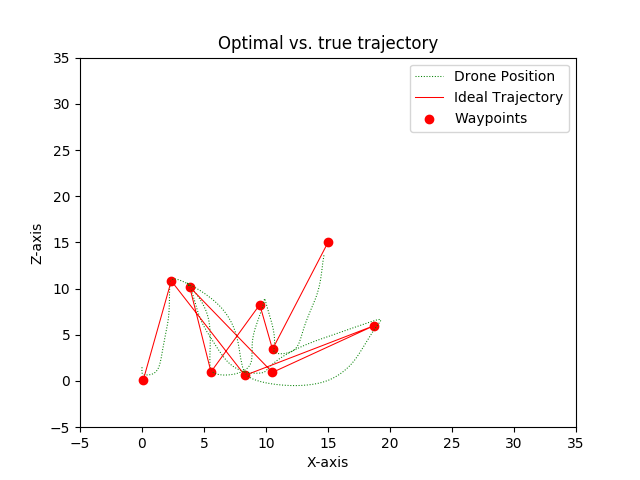 Optimal vs. true trajectory
Drone Position
Ideal Trajectory
Waypoints
Z-axis
35
30
25
20
15
10
5
0
−5
−5 0 5 10 15 20 25 30 35
X-axis